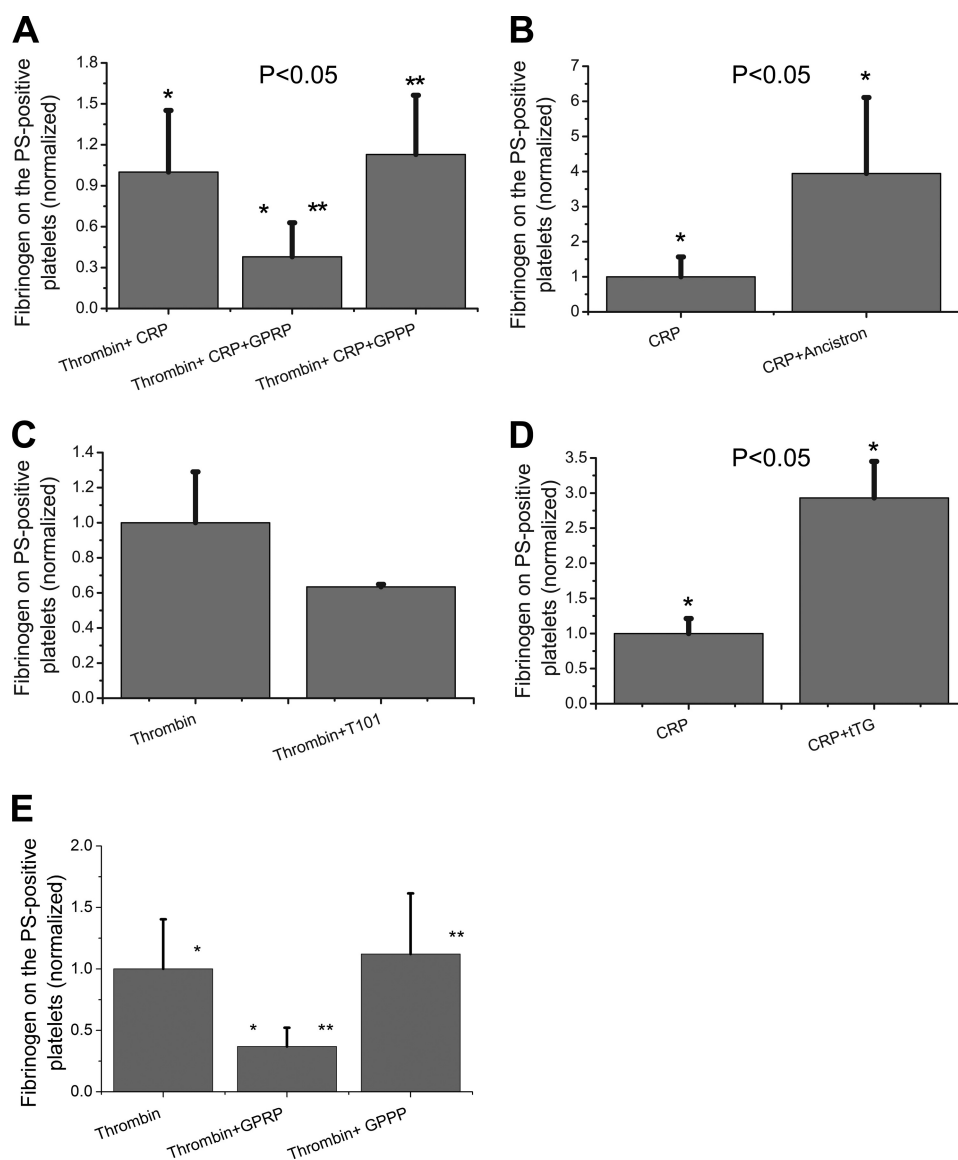 A
Fibrinogen on the PS-positive
platelets (normalized)
1.8
1.5
1.2
0.9
0.6
0.3
0.0
P<0.05
*
*
**
**
Thrombin+ CRP
Thrombin+ CRP+GPRP
Thrombin+ CRP+GPPP
B
Fibrinogen on the PS-positive
platelets (normalized)
7
6
5
4
3
2
1
0
P<0.05
*
*
CRP
CRP+Ancistron
C
Fibrinogen on PS-positive
platelets (normalized)
1.4
1.2
1.0
0.8
0.6
0.4
0.2
0.0
Thrombin
Thrombin+T101
D
Fibrinogen on PS-positive
platelets (normalized)
3.5
3.0
2.5
2.0
1.5
1.0
0.5
0.0
P<0.05
*
*
CRP
CRP+tTG
E
Fibrinogen on the PS-positive
platelets (normalized)
2.0
1.5
1.0
0.5
0.0
*
*
**
**
Thrombin
Thrombin+GPRP
Thrombin+ GPPP